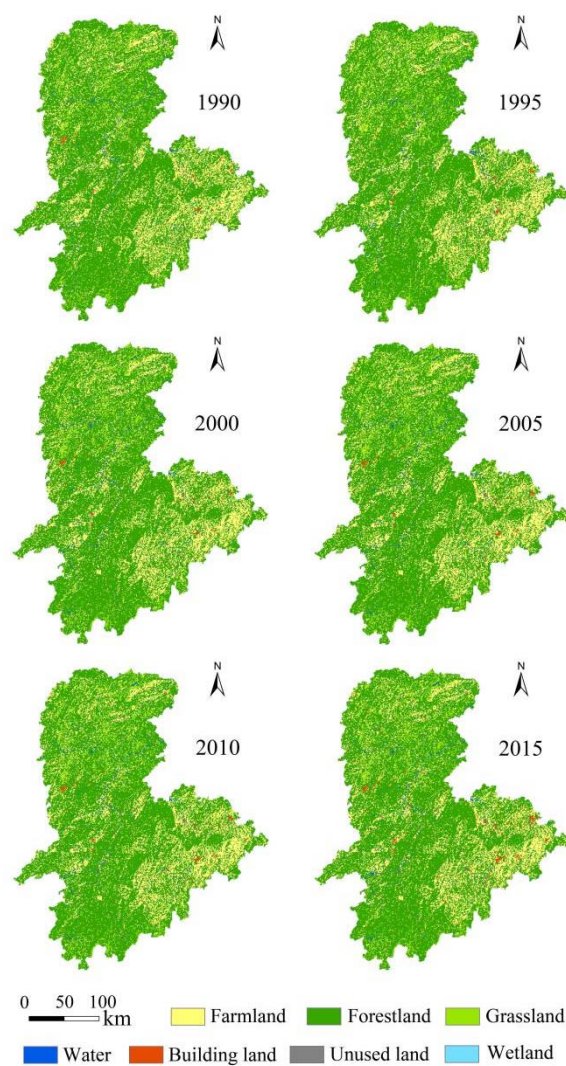 N
N
1990
1995
N
N
2000
2005
N
N
2010
2015
0 50 100
km
Farmland
Forestland
Grassland
Water
Building land
Unused land
Wetland